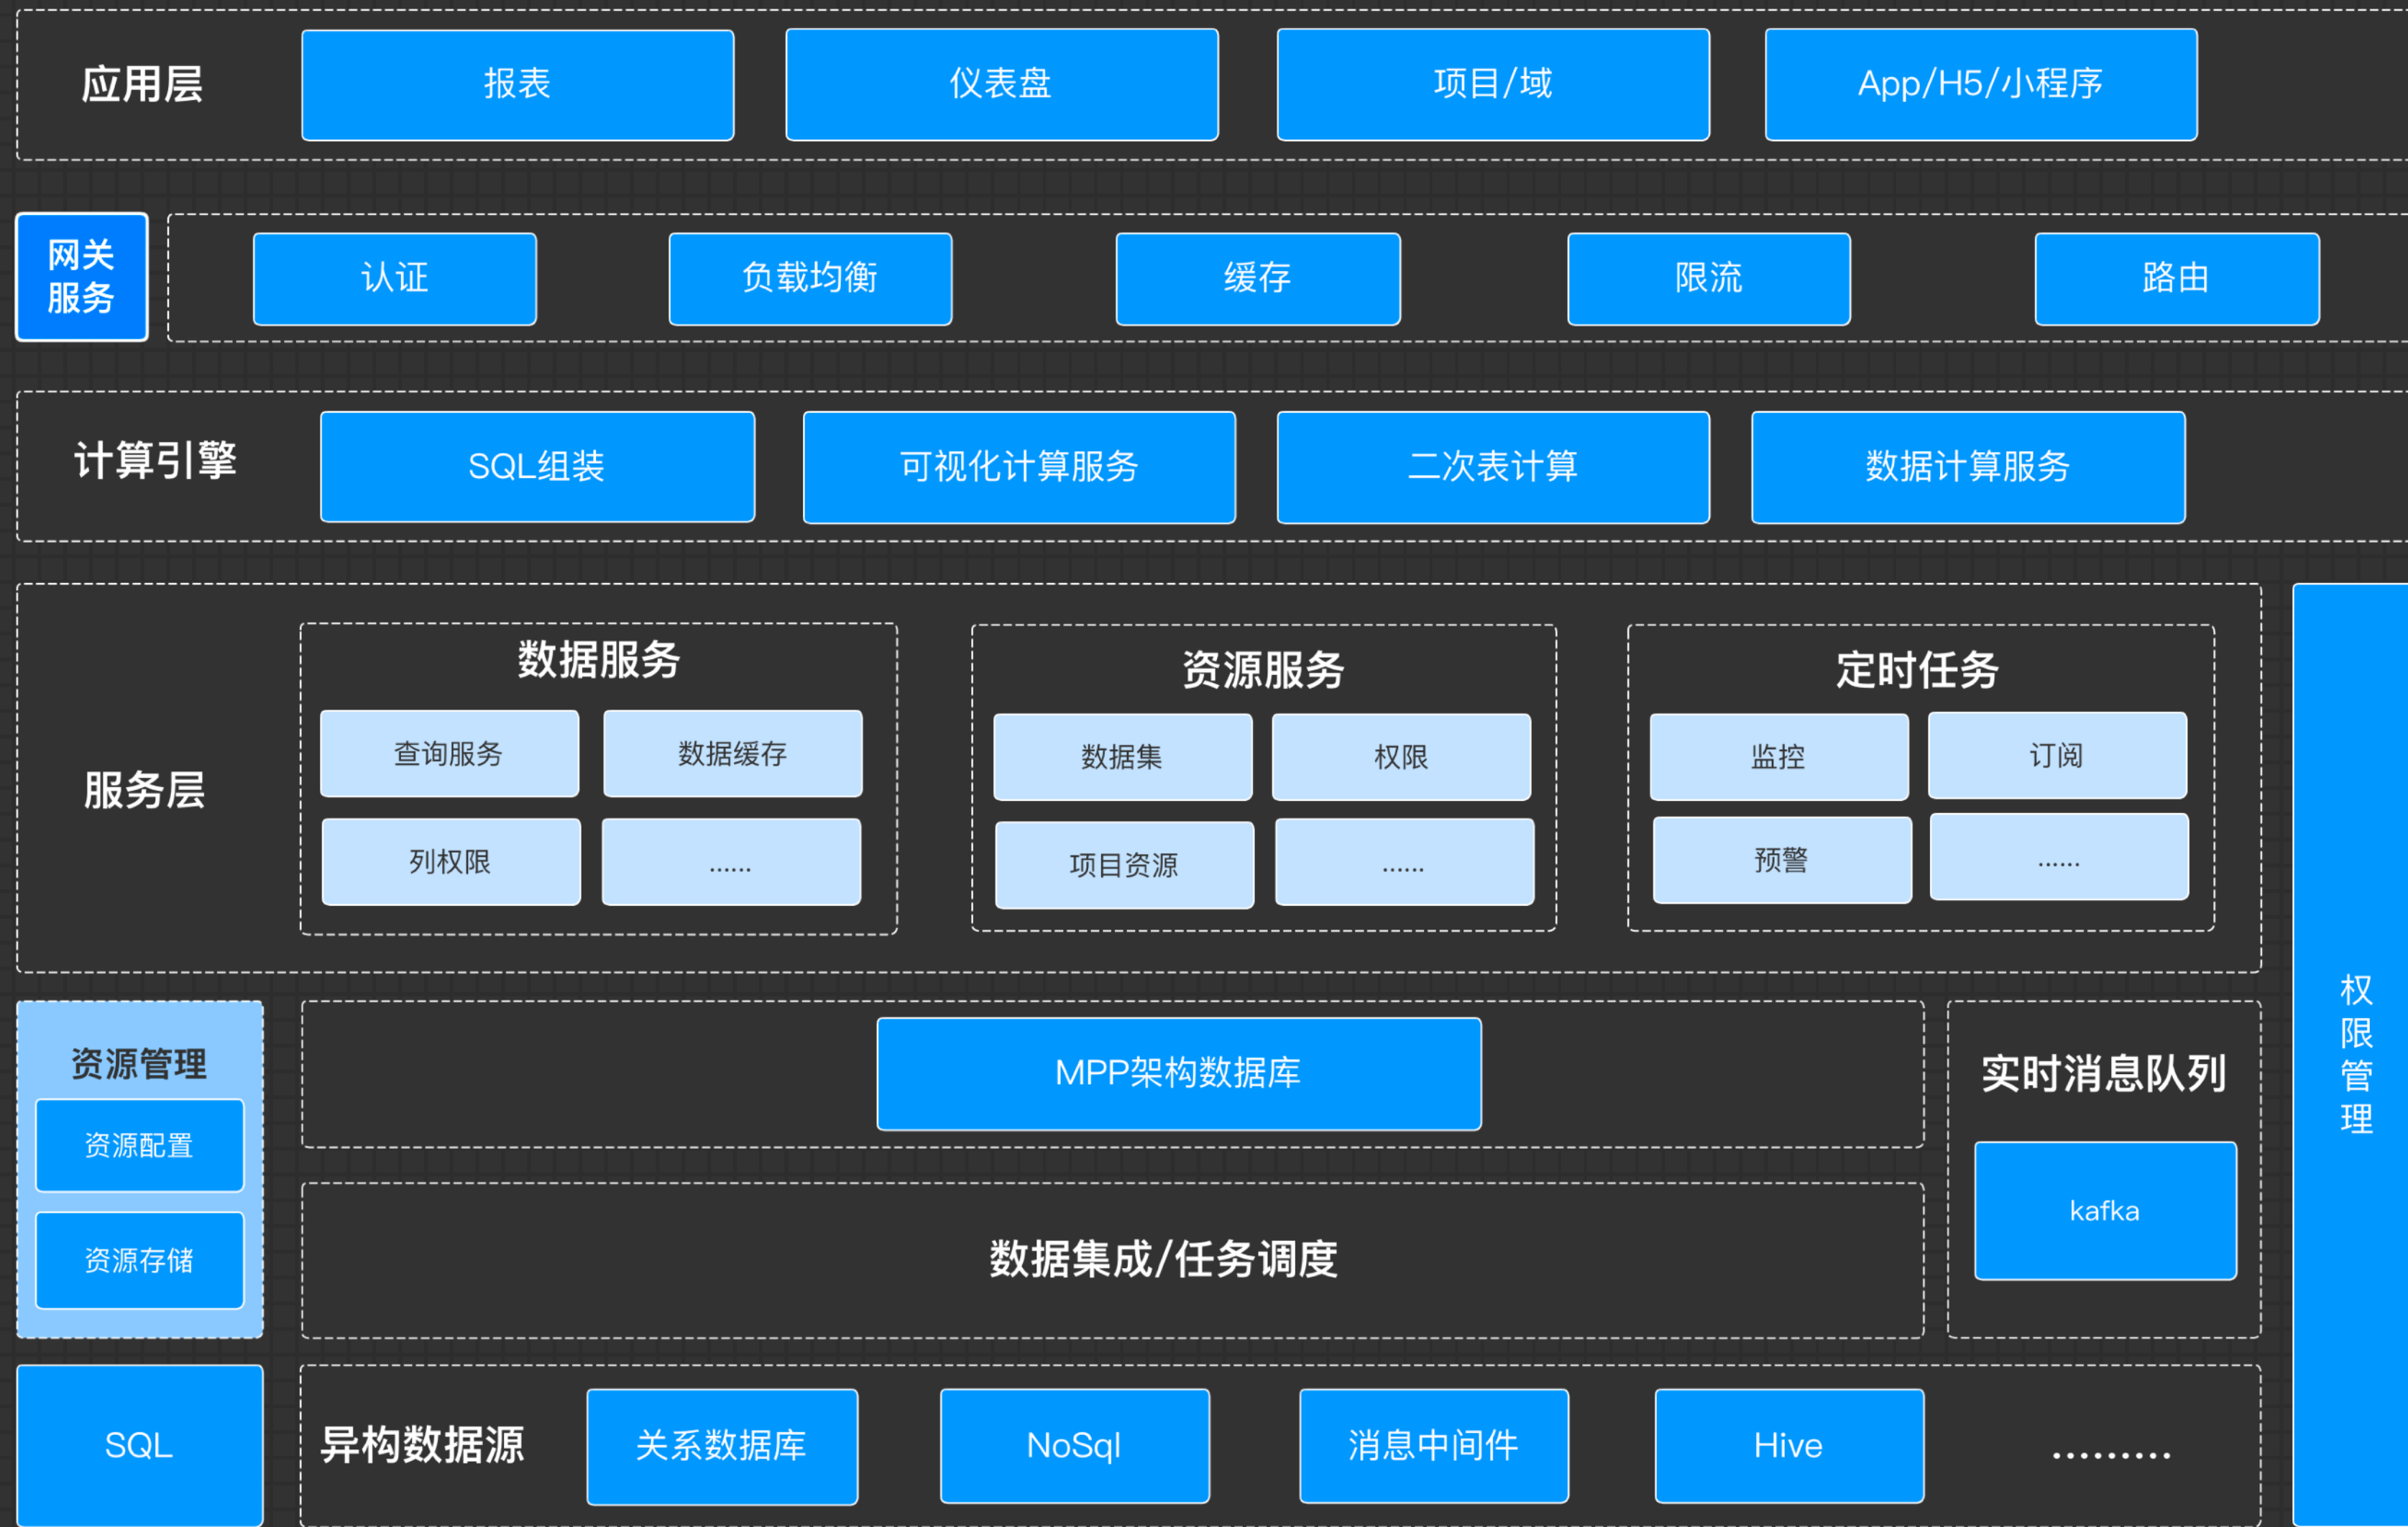 应用层
报表
仪表盘
项目/域
App/H5/小程序
网关
服务
认证
负载均衡
缓存
限流
路由
计算引擎
SQL组装
可视化计算服务
二次表计算
数据计算服务
服务层
数据服务
查询服务
数据缓存
列权限
......
资源服务
数据集
权限
项目资源
......
定时任务
监控
订阅
预警
......
权
限
管
理
资源管理
资源配置
资源存储
MPP架构数据库
数据集成/任务调度
实时消息队列
kafka
SQL
异构数据源
关系数据库
NoSql
消息中间件
Hive
.........